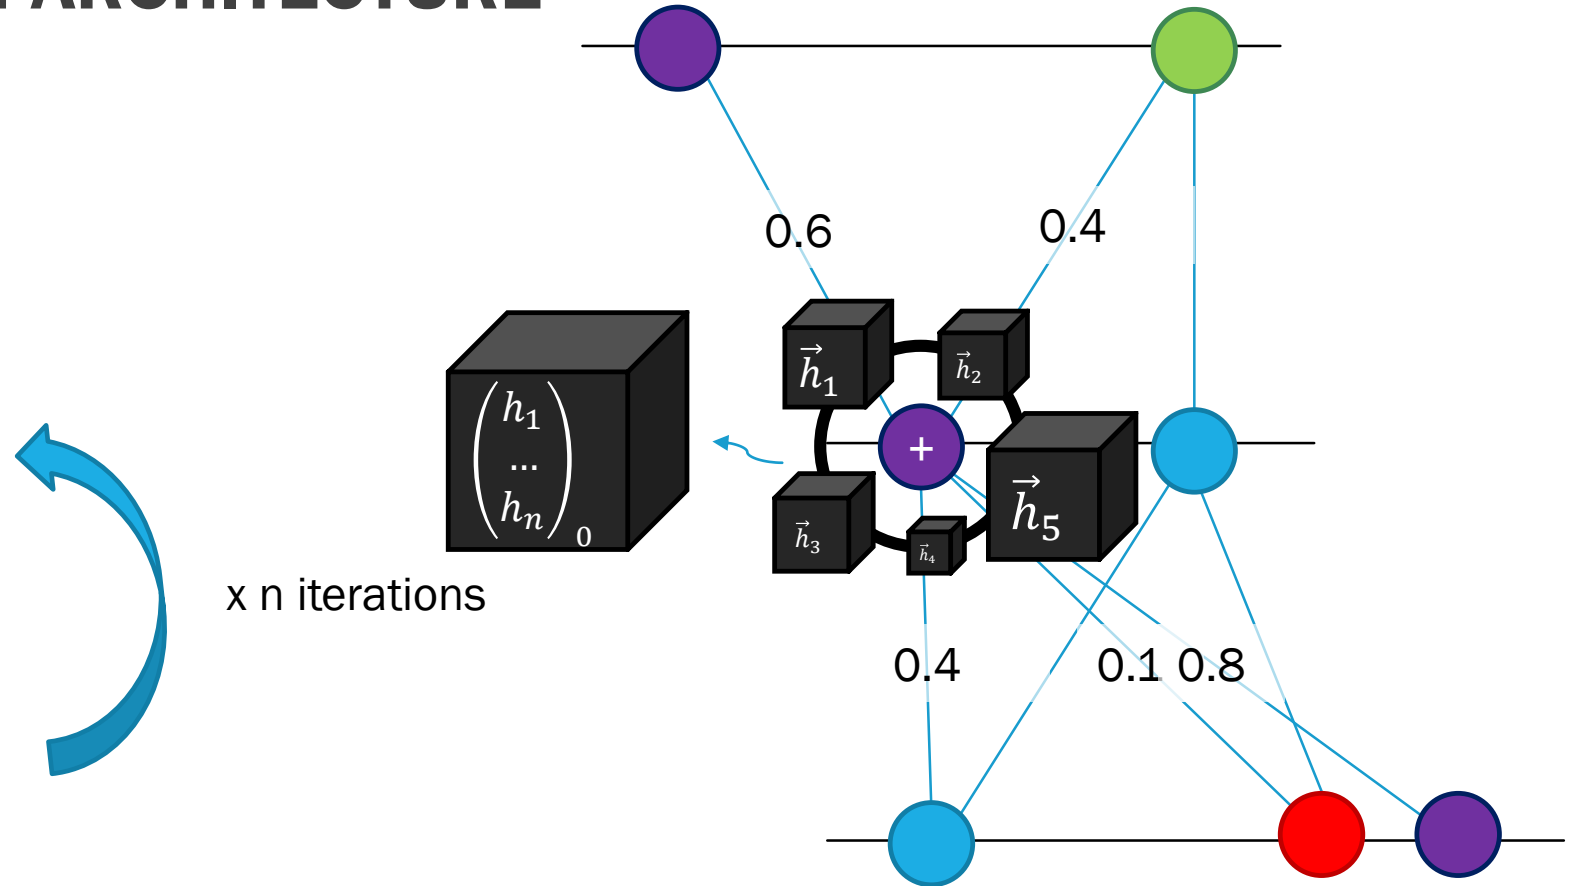 ARCHITECTURE
0.6
0.4
h⃗₁
h⃗₂
(h₁
...
hₙ)₀
+
h⃗₃
h⃗₄
h⃗₅
x n iterations
0.4
0.1 0.8